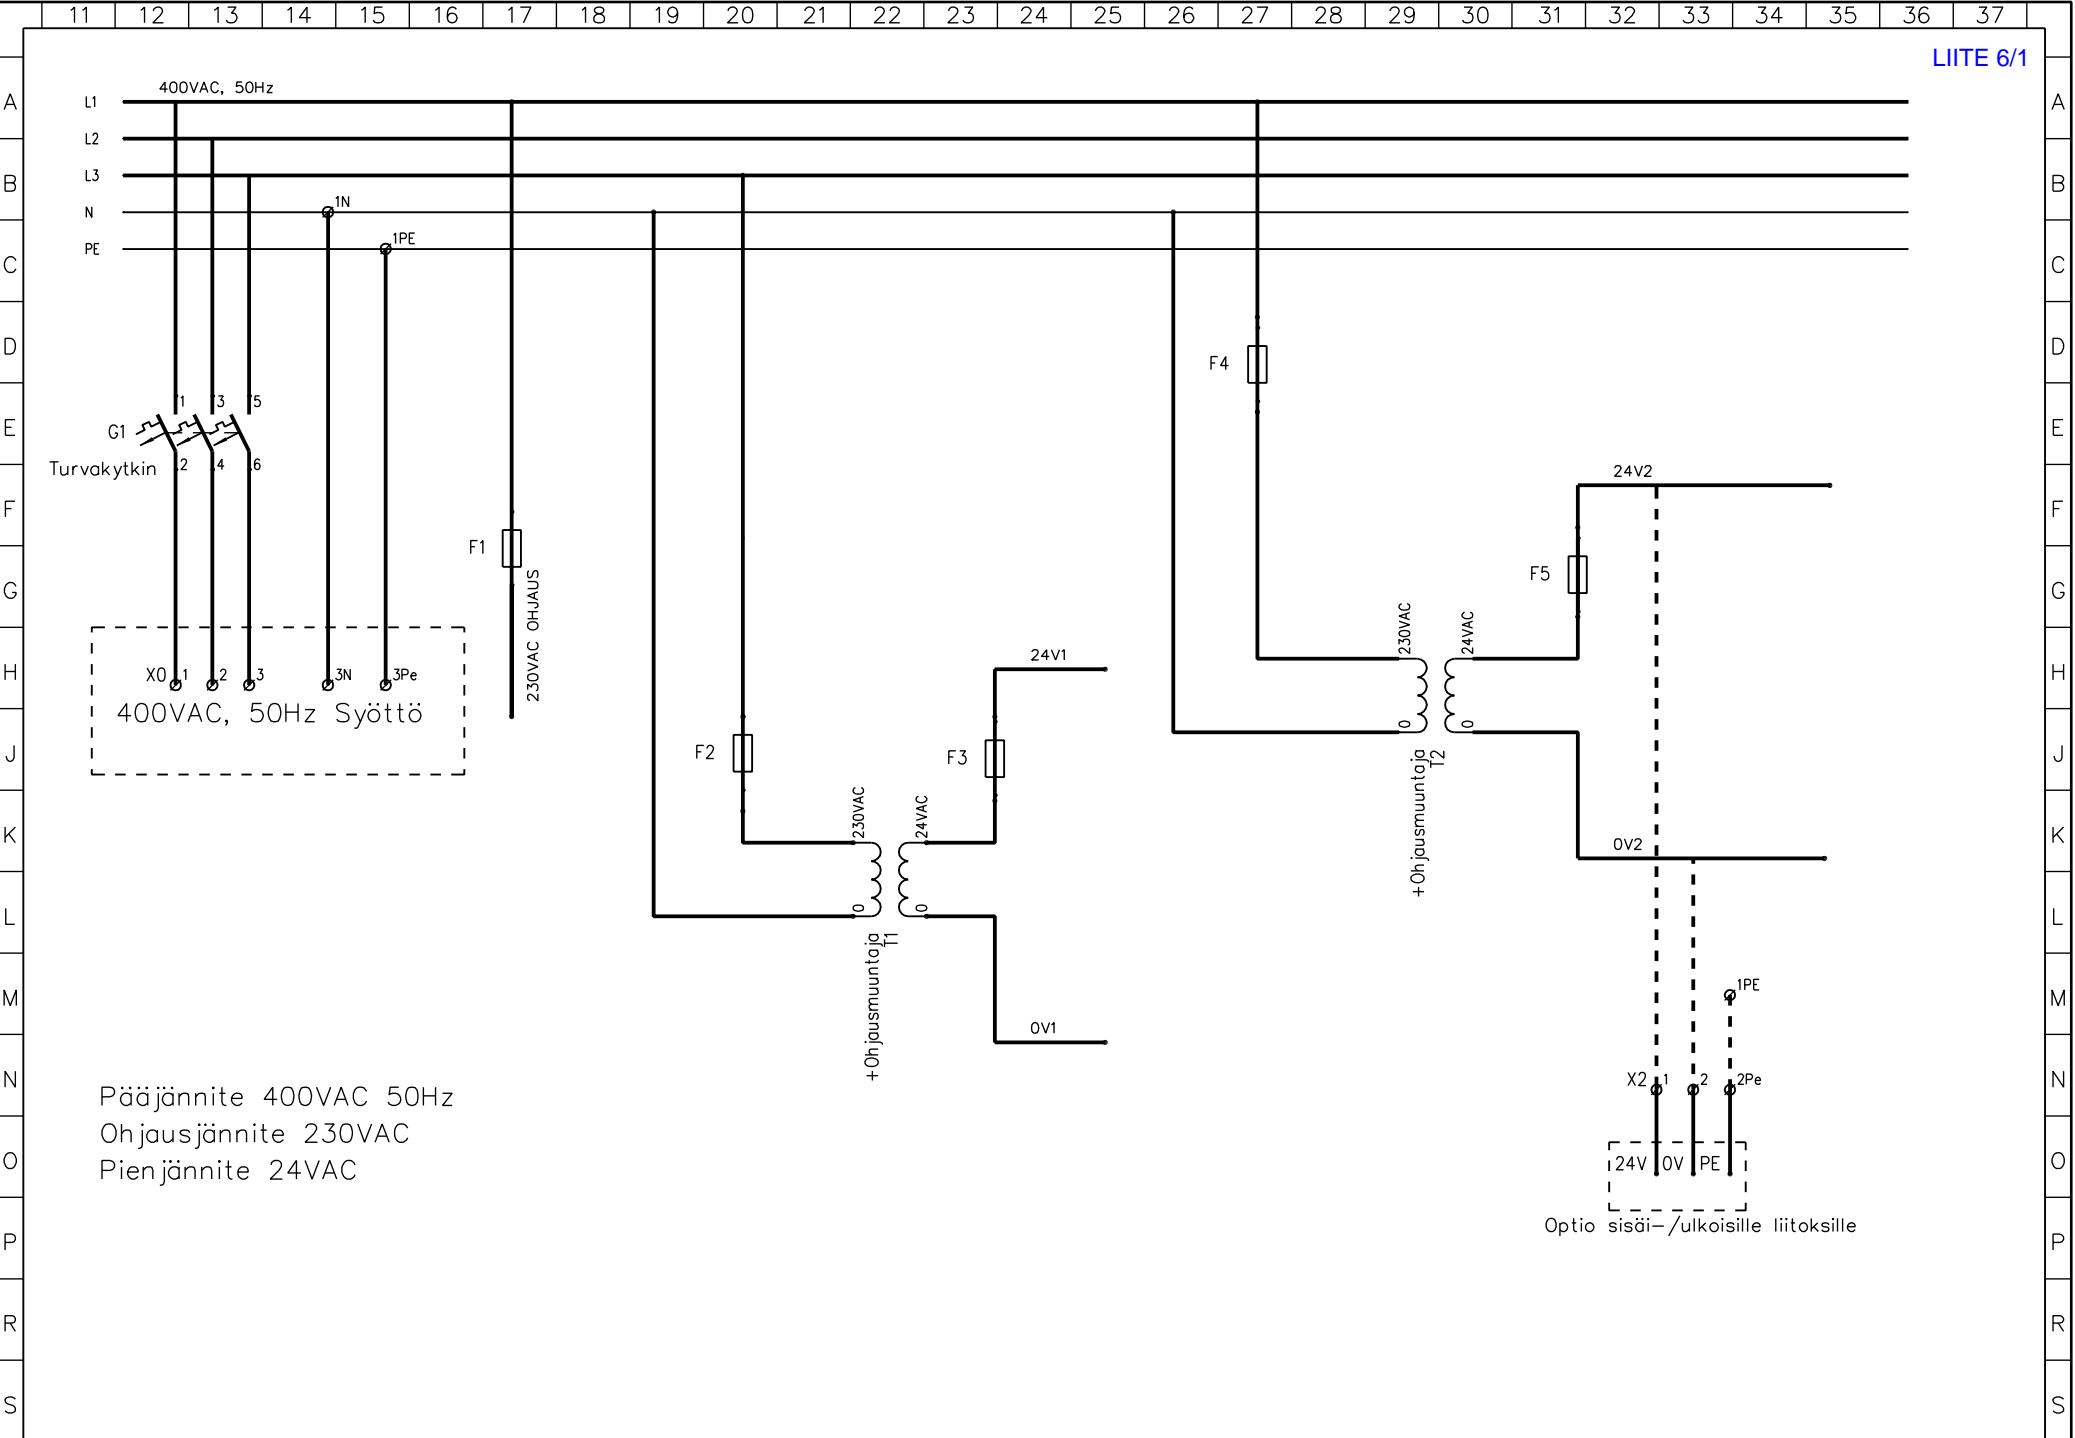 11 12 13 14 15 16 17 18 19 20 21 22 23 24 25 26 27 28 29 30 31 32 33 34 35 36 37
LIITE 6/1
400VAC, 50Hz
A L1 A
L2
B L3 B
N 1N
PE 1PE
C C
D F4 D
1 3 5
E G1 E
Turvakytkin 2 4 6
24V2
F F
F1
F5
G 230VAC OHJAUS G
230VAC 24VAC
24V1
H X0 1 2 3 3N 3Pe H
400VAC, 50Hz Syöttö
0 0
J F2 F3 J
+Ohjausmuuntaja
T2
230VAC 24VAC
K 0V2 K
0 0
L L
+Ohjausmuuntaja
T1
1PE
M M
0V1
N X2 1 2 2Pe N
Pääjännite 400VAC 50Hz
Ohjausjännite 230VAC
O 24V 0V PE O
Pienjännite 24VAC
Optio sisäi-/ulkoisille liitoksille
P P
R R
S S